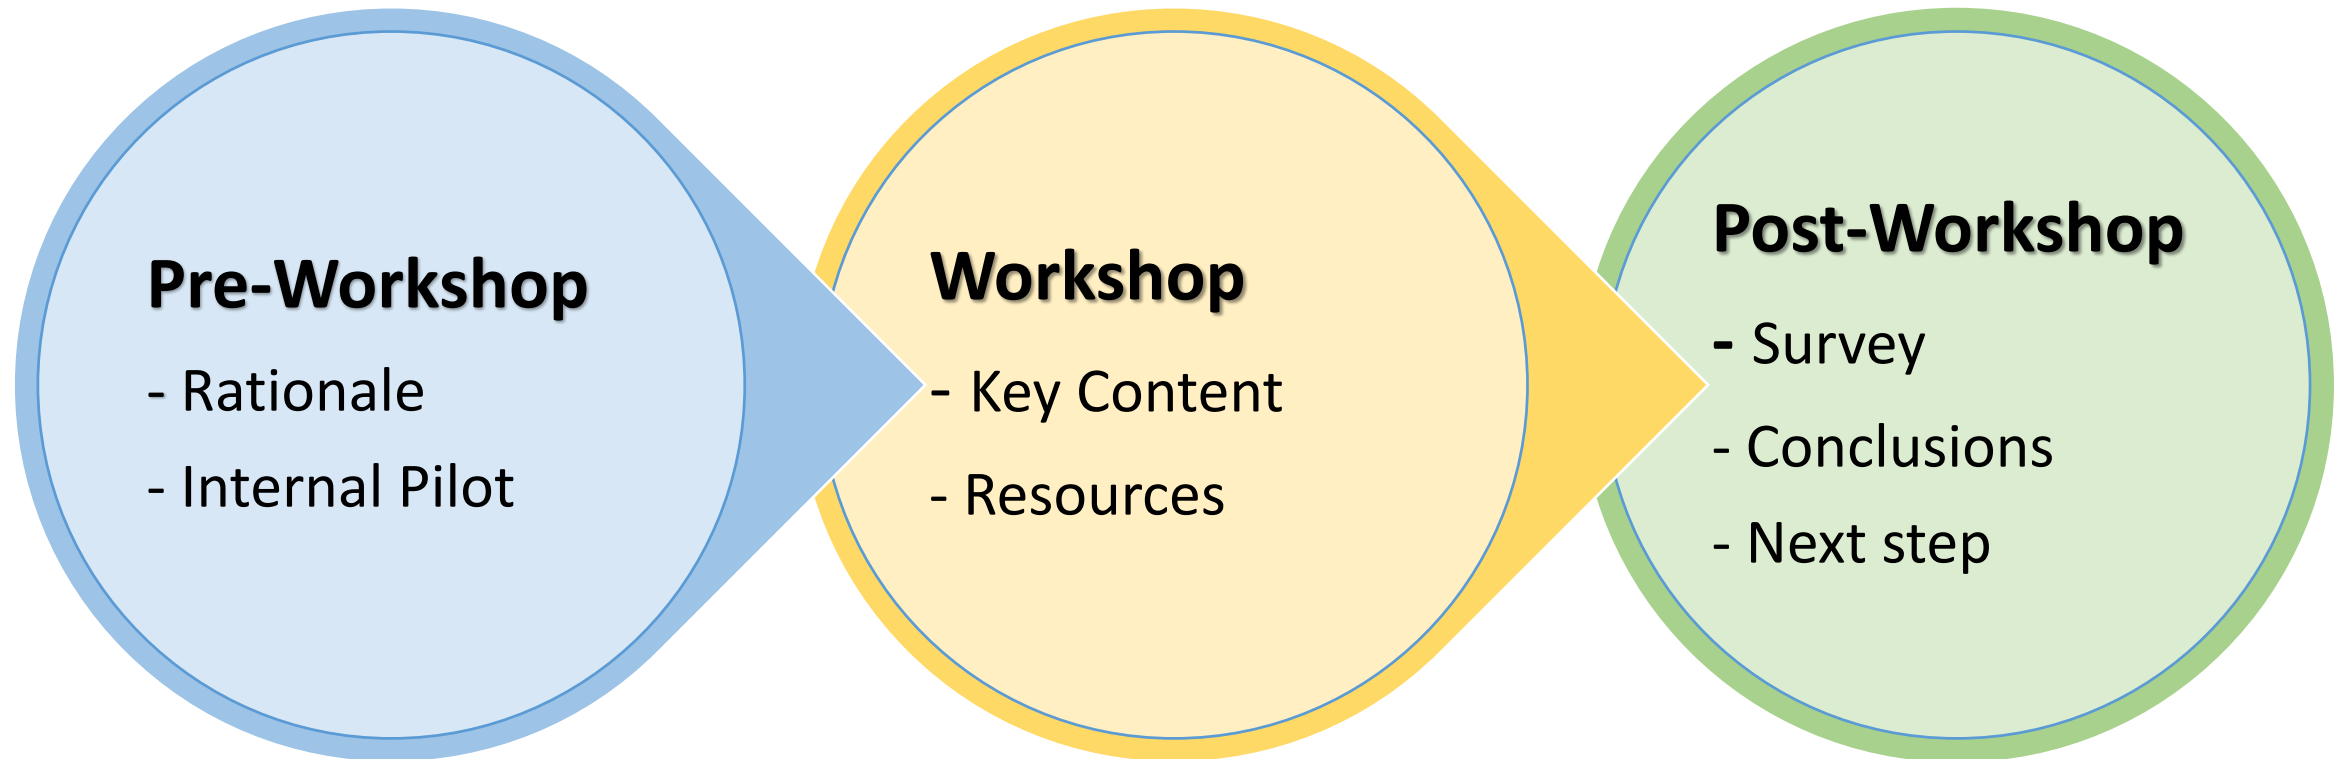 Pre-Workshop
- Rationale
- Internal Pilot
Workshop
- Key Content
- Resources
Post-Workshop
- Survey
- Conclusions
- Next step